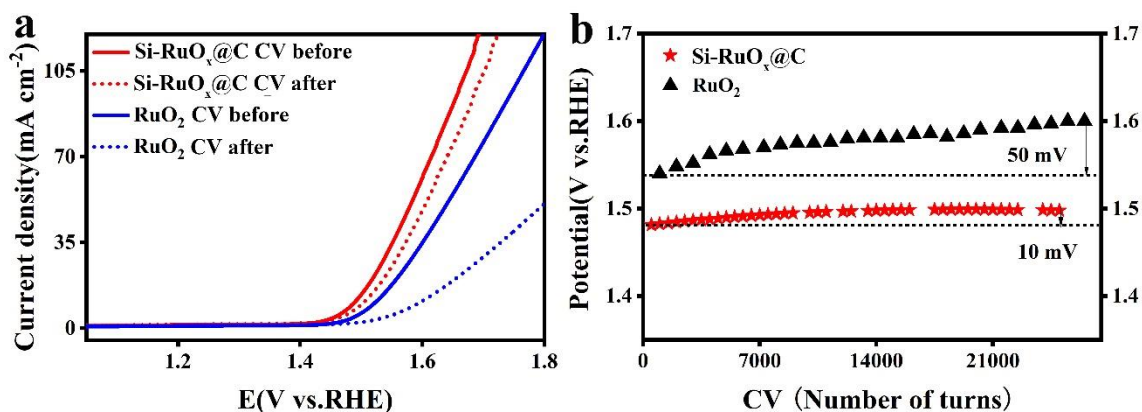 a
Si-RuOₓ@C CV before
Si-RuOₓ@C CV after
RuO₂ CV before
RuO₂ CV after
Current density(mA cm⁻²)
105
70
35
0
1.2
1.4
1.6
1.8
E(V vs.RHE)
b
Si-RuOₓ@C
RuO₂
Potential(V vs.RHE)
1.7
1.6
1.5
1.4
1.7
1.6
1.5
1.4
50 mV
10 mV
0
7000
14000
21000
CV (Number of turns)